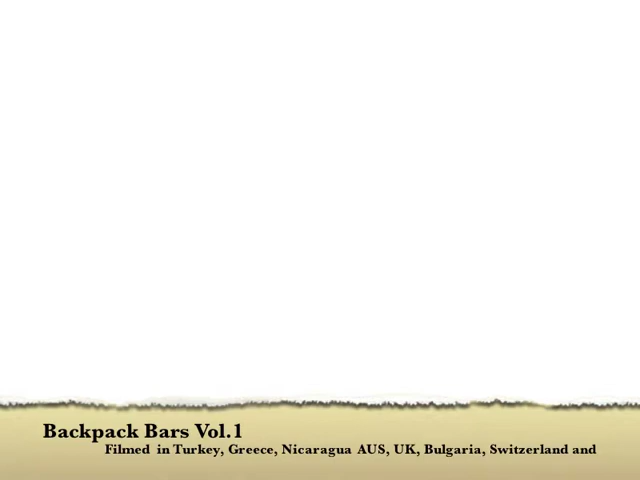 Backpack Bars Vol.1
Filmed in Turkey, Greece, Nicaragua AUS, UK, Bulgaria, Switzerland and